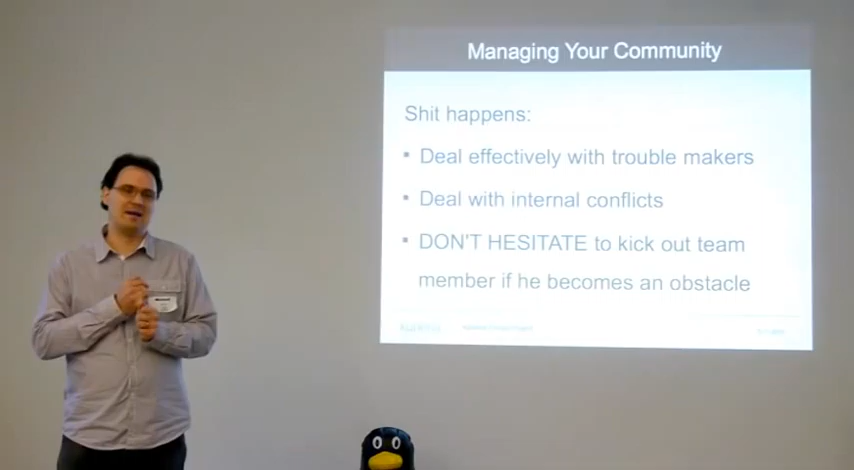 Managing Your Community
Shit happens:
▪ Deal effectively with trouble makers
▪ Deal with internal conflicts
▪ DON'T HESITATE to kick out team
member if he becomes an obstacle